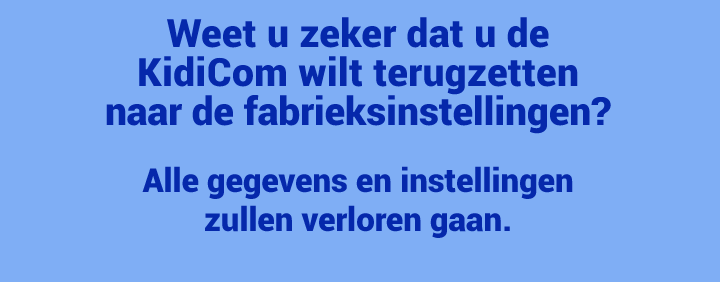 Weet u zeker dat u de
KidiCom wilt terugzetten
naar de fabrieksinstellingen?
Alle gegevens en instellingen
zullen verloren gaan.